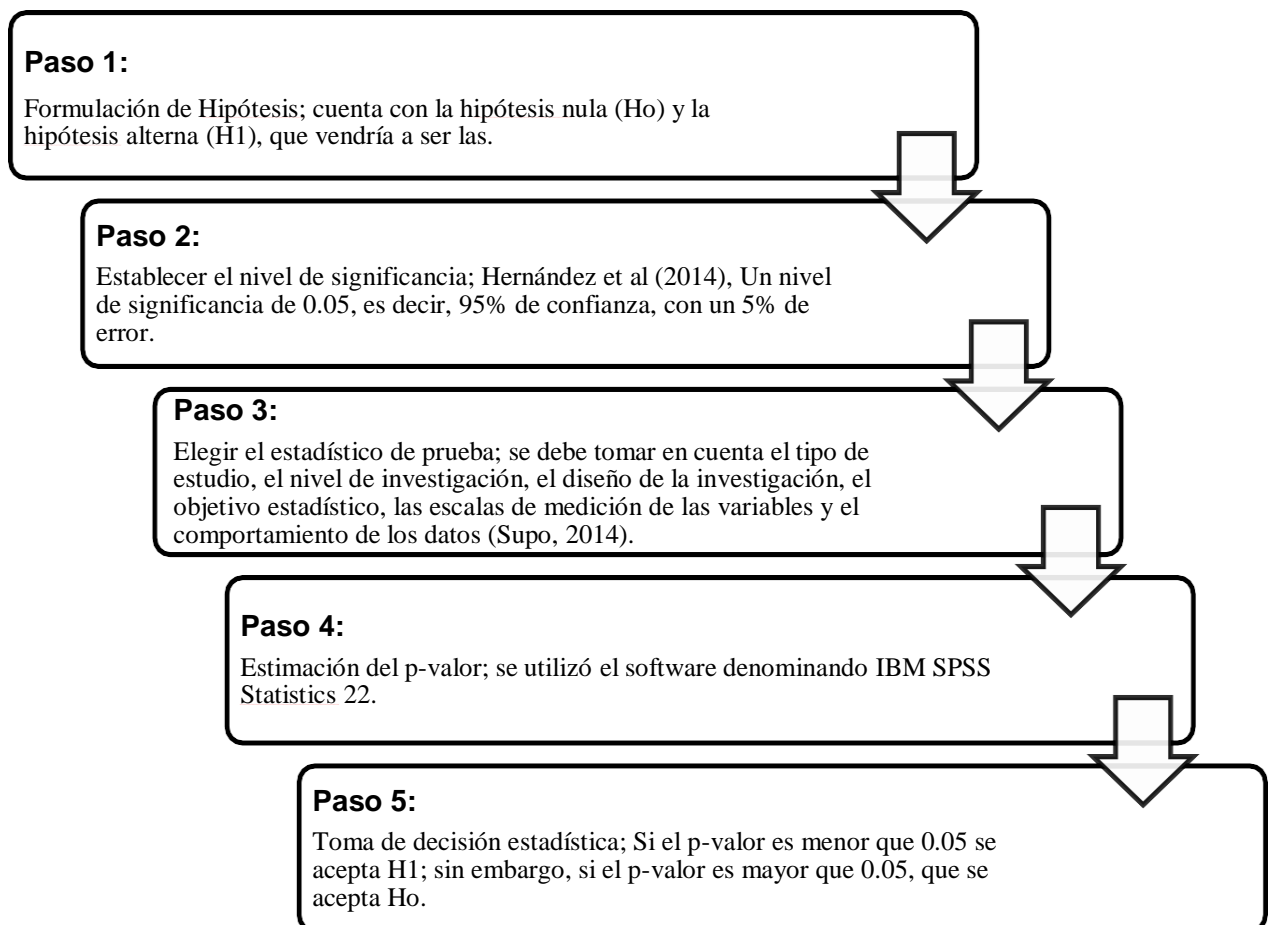 Paso 1:
Formulación de Hipótesis; cuenta con la hipótesis nula (Ho) y la
hipótesis alterna (H1), que vendría a ser las.
Paso 2:
Establecer el nivel de significancia; Hernández et al (2014), Un nivel
de significancia de 0.05, es decir, 95% de confianza, con un 5% de
error.
Paso 3:
Elegir el estadístico de prueba; se debe tomar en cuenta el tipo de
estudio, el nivel de investigación, el diseño de la investigación, el
objetivo estadístico, las escalas de medición de las variables y el
comportamiento de los datos (Supo, 2014).
Paso 4:
Estimación del p-valor; se utilizó el software denominando IBM SPSS
Statistics 22.
Paso 5:
Toma de decisión estadística; Si el p-valor es menor que 0.05 se
acepta H1; sin embargo, si el p-valor es mayor que 0.05, que se
acepta Ho.